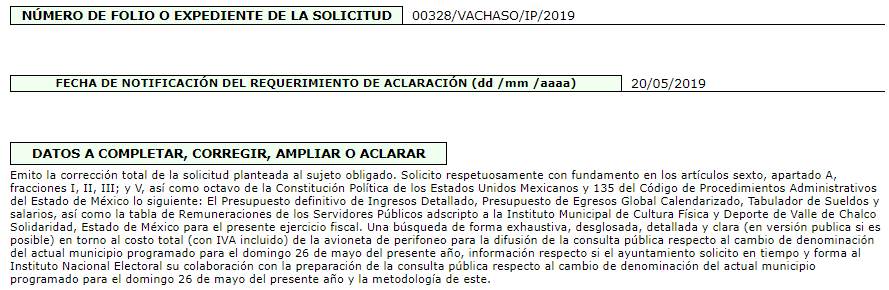 NÚMERO DE FOLIO O EXPEDIENTE DE LA SOLICITUD 00328/VACHASO/IP/2019
FECHA DE NOTIFICACIÓN DEL REQUERIMIENTO DE ACLARACIÓN (dd /mm /aaaa) 20/05/2019
DATOS A COMPLETAR, CORREGIR, AMPLIAR O ACLARAR
Emito la corrección total de la solicitud planteada al sujeto obligado. Solicito respetuosamente con fundamento en los artículos sexto, apartado A,
fracciones I, II, III; y V, así como octavo de la Constitución Política de los Estados Unidos Mexicanos y 135 del Código de Procedimientos Administrativos
del Estado de México lo siguiente: El Presupuesto definitivo de Ingresos Detallado, Presupuesto de Egresos Global Calendarizado, Tabulador de Sueldos y
salarios, así como la tabla de Remuneraciones de los Servidores Públicos adscripto a la Instituto Municipal de Cultura Física y Deporte de Valle de Chalco
Solidaridad, Estado de México para el presente ejercicio fiscal. Una búsqueda de forma exhaustiva, desglosada, detallada y clara (en versión publica si es
posible) en torno al costo total (con IVA incluido) de la avioneta de perifoneo para la difusión de la consulta pública respecto al cambio de denominación
del actual municipio programado para el domingo 26 de mayo del presente año, información respecto si el ayuntamiento solicito en tiempo y forma al
Instituto Nacional Electoral su colaboración con la preparación de la consulta pública respecto al cambio de denominación del actual municipio
programado para el domingo 26 de mayo del presente año y la metodología de este.